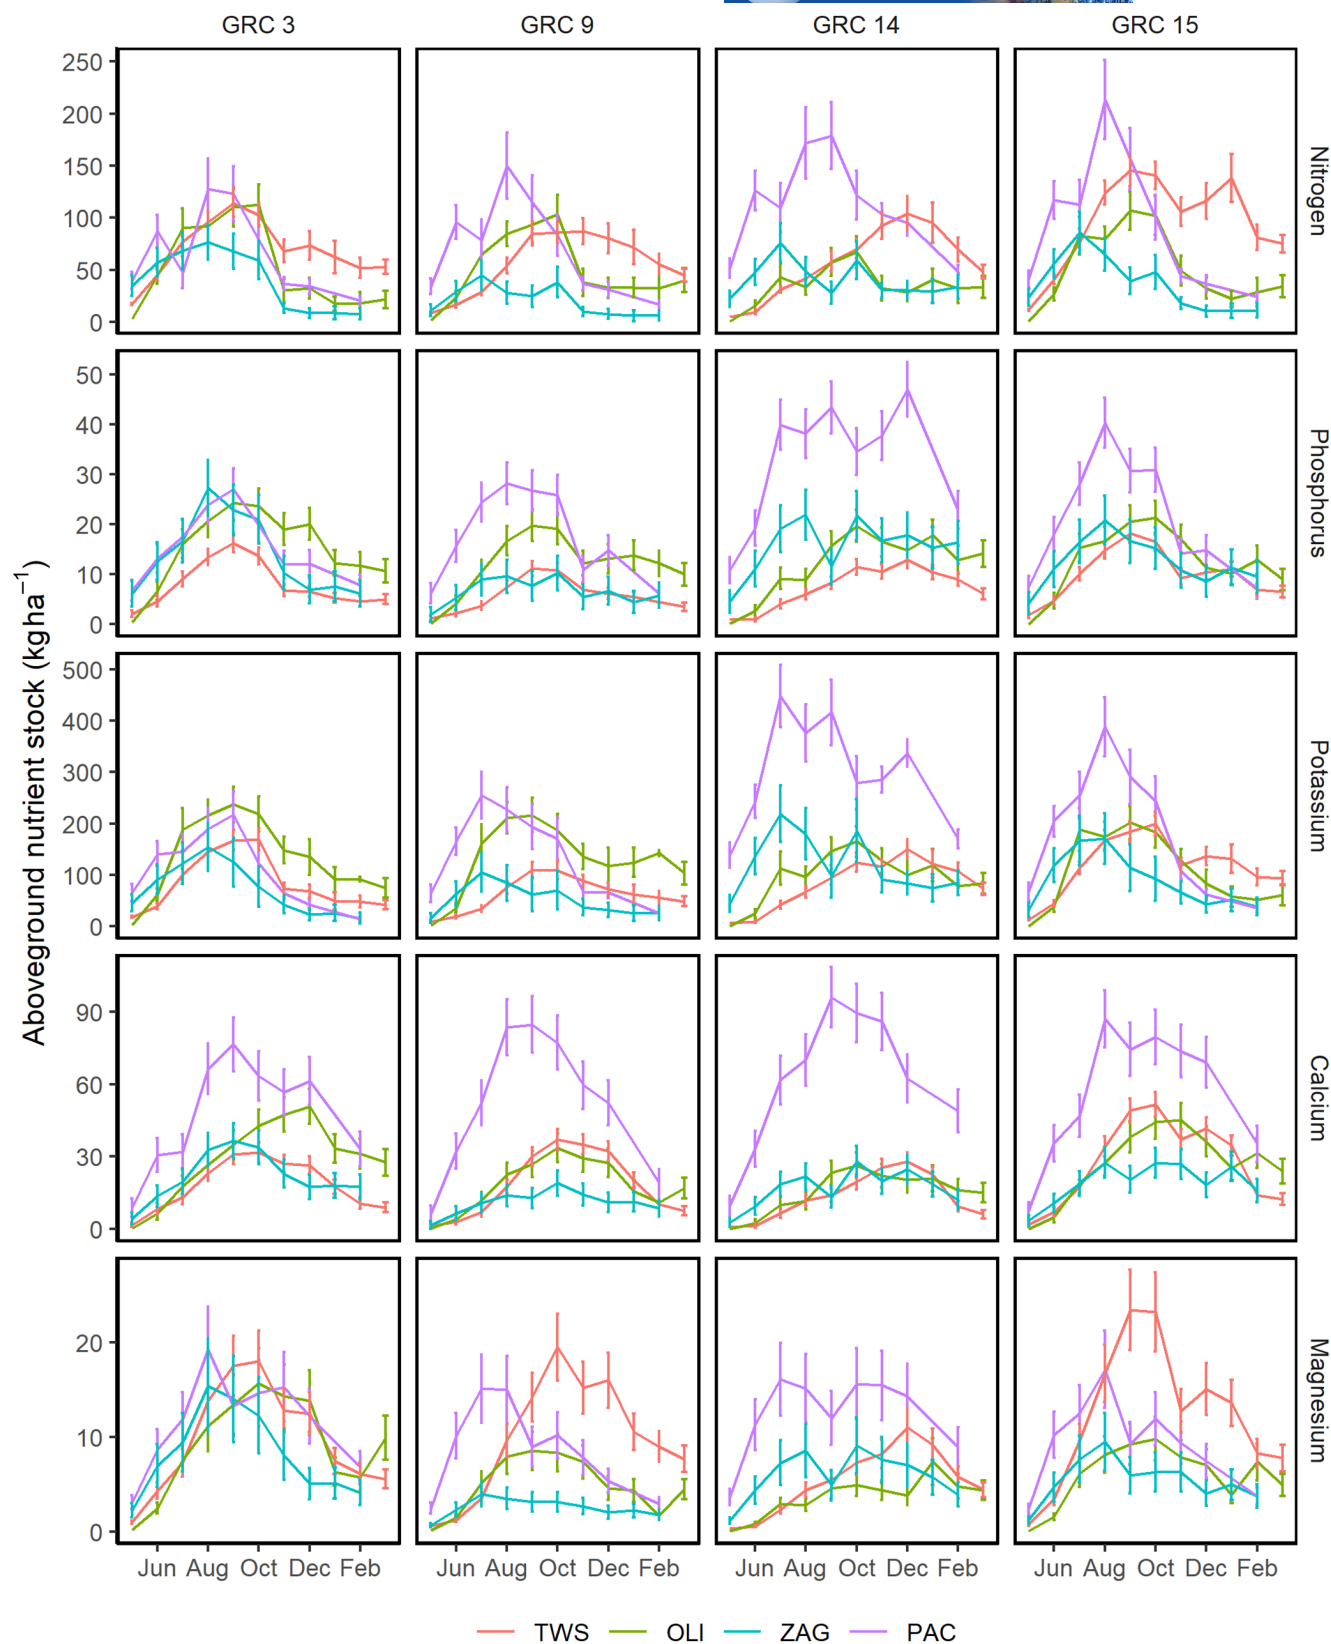 GRC 3 GRC 9 GRC 14 GRC 15
250
200
150
100
50
0
Nitrogen
50
40
30
20
10
0
Phosphorus
500
400
300
200
100
0
Potassium
90
60
30
0
Calcium
20
10
0
Magnesium
Aboveground nutrient stock (kgha⁻¹)
Jun Aug Oct Dec Feb Jun Aug Oct Dec Feb Jun Aug Oct Dec Feb Jun Aug Oct Dec Feb
TWS OLI ZAG PAC